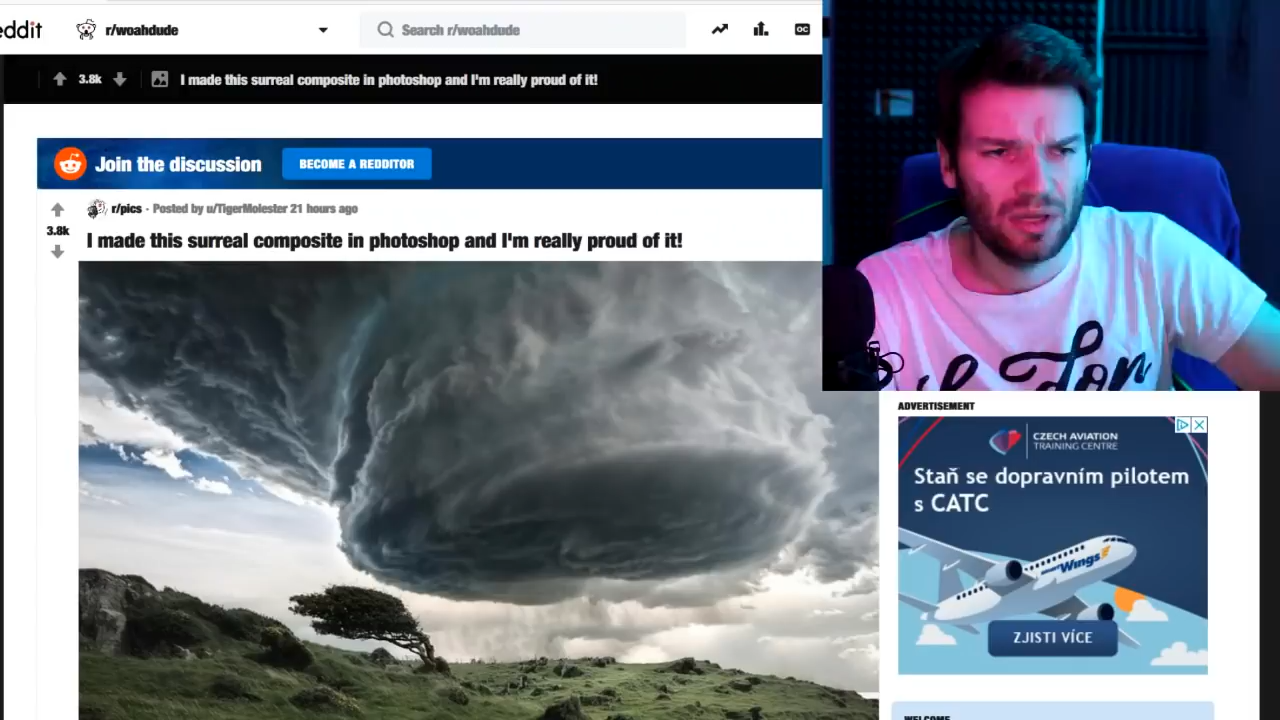 eddit
r/woahdude
Search r/woahdude
OC
3.8k
I made this surreal composite in photoshop and I'm really proud of it!
Join the discussion
BECOME A REDDITOR
r/pics · Posted by u/TigerMolester 21 hours ago
3.8k
I made this surreal composite in photoshop and I'm really proud of it!
ADVERTISEMENT
CZECH AVIATION
TRAINING CENTRE
Staň se dopravním pilotem
s CATC
Wings
ZJISTI VÍCE
WELCOME